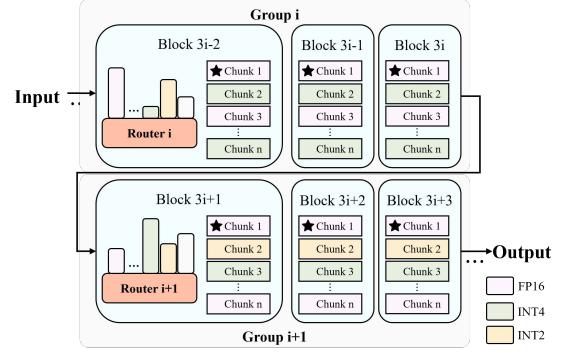 Group i
Block 3i-2
Block 3i-1
Block 3i
Input
...
...
Router i
★ Chunk 1
Chunk 2
Chunk 3
⋮
Chunk n
★ Chunk 1
Chunk 2
Chunk 3
⋮
Chunk n
★ Chunk 1
Chunk 2
Chunk 3
⋮
Chunk n
Block 3i+1
Block 3i+2
Block 3i+3
...
Router i+1
★ Chunk 1
Chunk 2
Chunk 3
⋮
Chunk n
★ Chunk 1
Chunk 2
Chunk 3
⋮
Chunk n
★ Chunk 1
Chunk 2
Chunk 3
⋮
Chunk n
Output
...
Group i+1
FP16
INT4
INT2